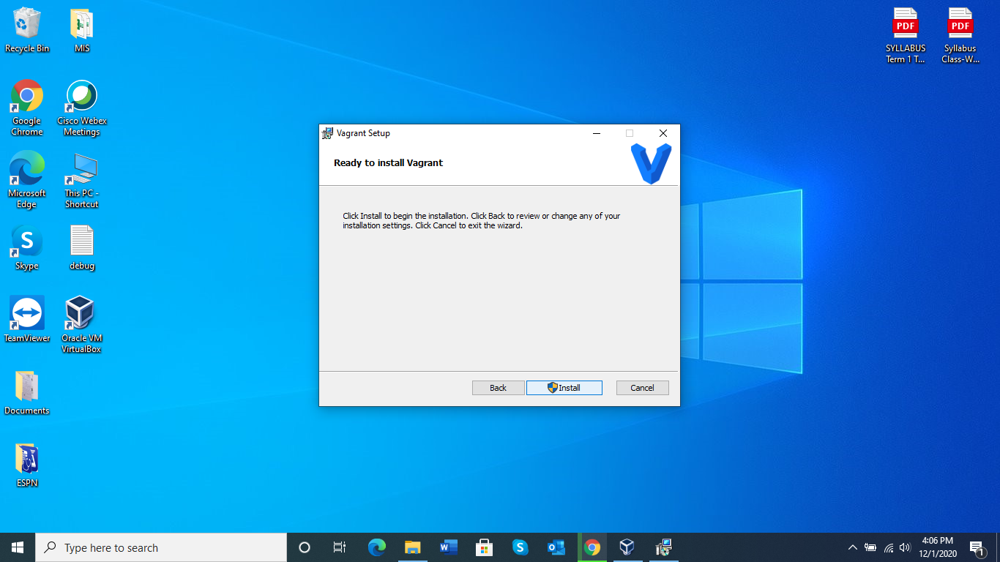 Recycle Bin
MIS
Google
Chrome
Cisco Webex
Meetings
Microsoft
Edge
This PC -
Shortcut
Skype
debug
TeamViewer
Oracle VM
VirtualBox
Documents
ESPN
PDF
SYLLABUS
Term 1 T...
PDF
Syllabus
Class-W...
Vagrant Setup
Ready to install Vagrant
Click Install to begin the installation. Click Back to review or change any of your
installation settings. Click Cancel to exit the wizard.
Back
Install
Cancel
Type here to search
4:06 PM
12/1/2020
1